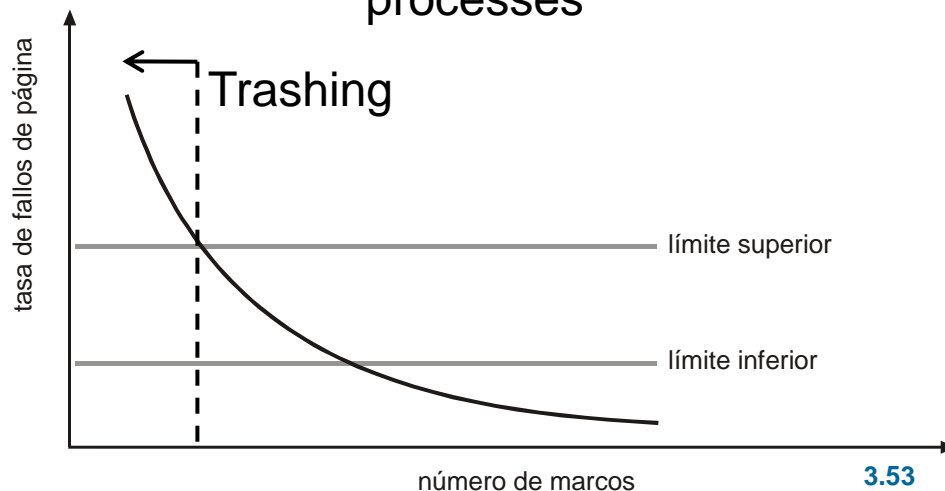 processes
Trashing
tasa de fallos de página
límite superior
límite inferior
número de marcos
3.53